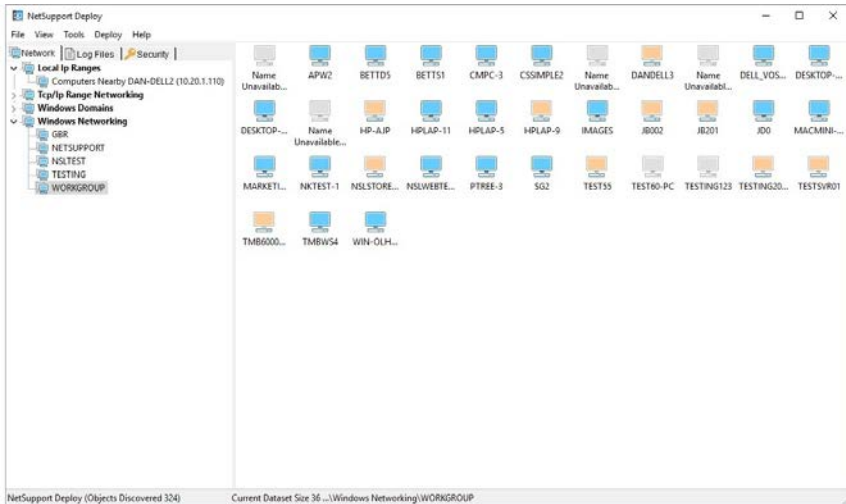 NetSupport Deploy
File View Tools Deploy Help
Network Log Files Security
Local Ip Ranges
Computers Nearby DAN-DELL2 (10.20.1.110)
Tcp/Ip Range Networking
Windows Domains
Windows Networking
GBR
NETSUPPORT
NSLTEST
TESTING
WORKGROUP
Name Unavailab... APW2 BETTDS BETTS1 CMPC-3 CSSIMPLE2 Name Unavailab... DANDELL3 Name Unavailabl... DELL_VOS... DESKTOP-...
DESKTOP-... Name Unavailable... HP-AJP HPLAP-11 HPLAP-5 HPLAP-9 IMAGES JB002 JB201 JD0 MACMINI-...
MARKETI... NKTEST-1 NSLSTORE... NSLWEBTE... PTREE-3 SG2 TEST55 TEST60-PC TESTING123 TESTING20... TESTSVR01
TMB6000... TMBWS4 WIN-OLH...
NetSupport Deploy (Objects Discovered 324) Current Dataset Size 36 ...\Windows Networking\WORKGROUP